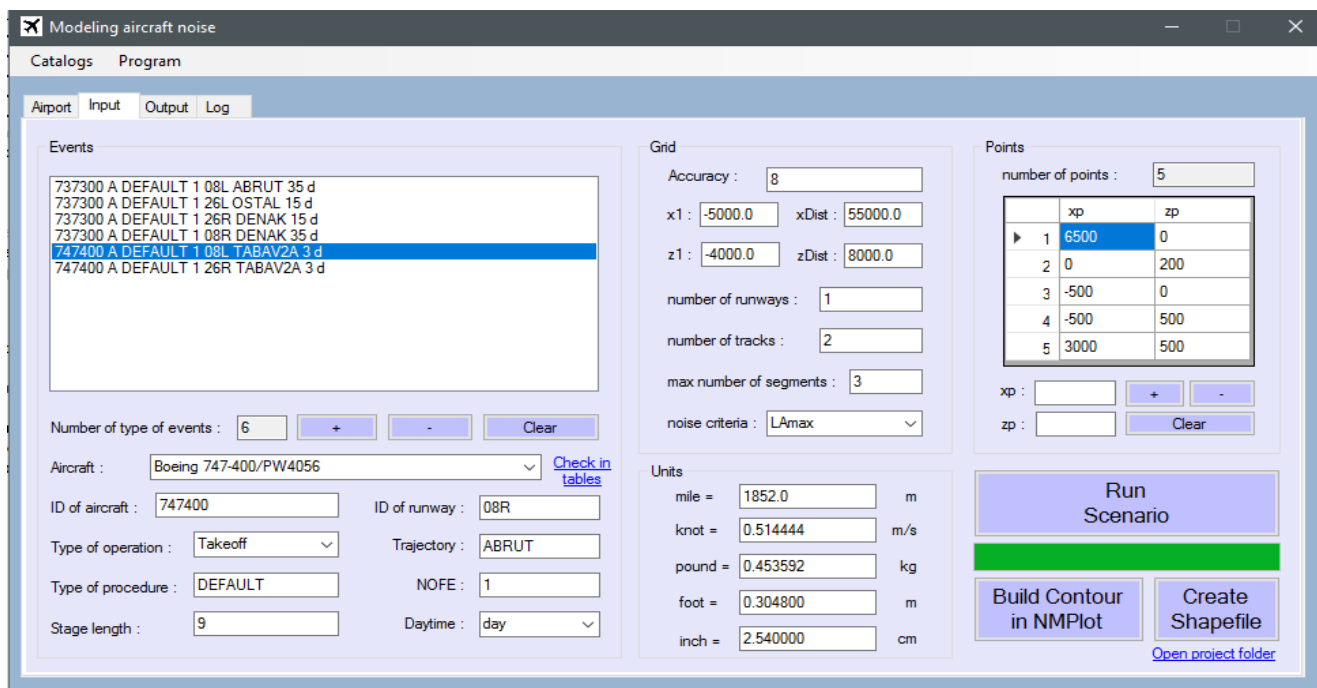 Modeling aircraft noise
Catalogs Program
Airport Input Output Log
Events
737300 A DEFAULT 1 08L ABRUT 35 d
737300 A DEFAULT 1 26L OSTAL 15 d
737300 A DEFAULT 1 26R DENAK 15 d
737300 A DEFAULT 1 08R DENAK 35 d
747400 A DEFAULT 1 08L TABAV2A 3 d
747400 A DEFAULT 1 26R TABAV2A 3 d
Number of type of events : 6 + - Clear
Aircraft : Boeing 747-400/PW4056 Check in
tables
ID of aircraft : 747400 ID of runway : 08R
Type of operation : Takeoff Trajectory : ABRUT
Type of procedure : DEFAULT NOFE : 1
Stage length : 9 Daytime : day
Grid
Accuracy : 8
x1 : -5000.0 xDist : 55000.0
z1 : -4000.0 zDist : 8000.0
number of runways : 1
number of tracks : 2
max number of segments : 3
noise criteria : LAmax
Units
mile = 1852.0 m
knot = 0.514444 m/s
pound = 0.453592 kg
foot = 0.304800 m
inch = 2.540000 cm
Points
number of points : 5
xp zp
1 6500 0
2 0 200
3 -500 0
4 -500 500
5 3000 500
xp : + -
zp : Clear
Run
Scenario
Build Contour
in NMPlot
Create
Shapefile
Open project folder